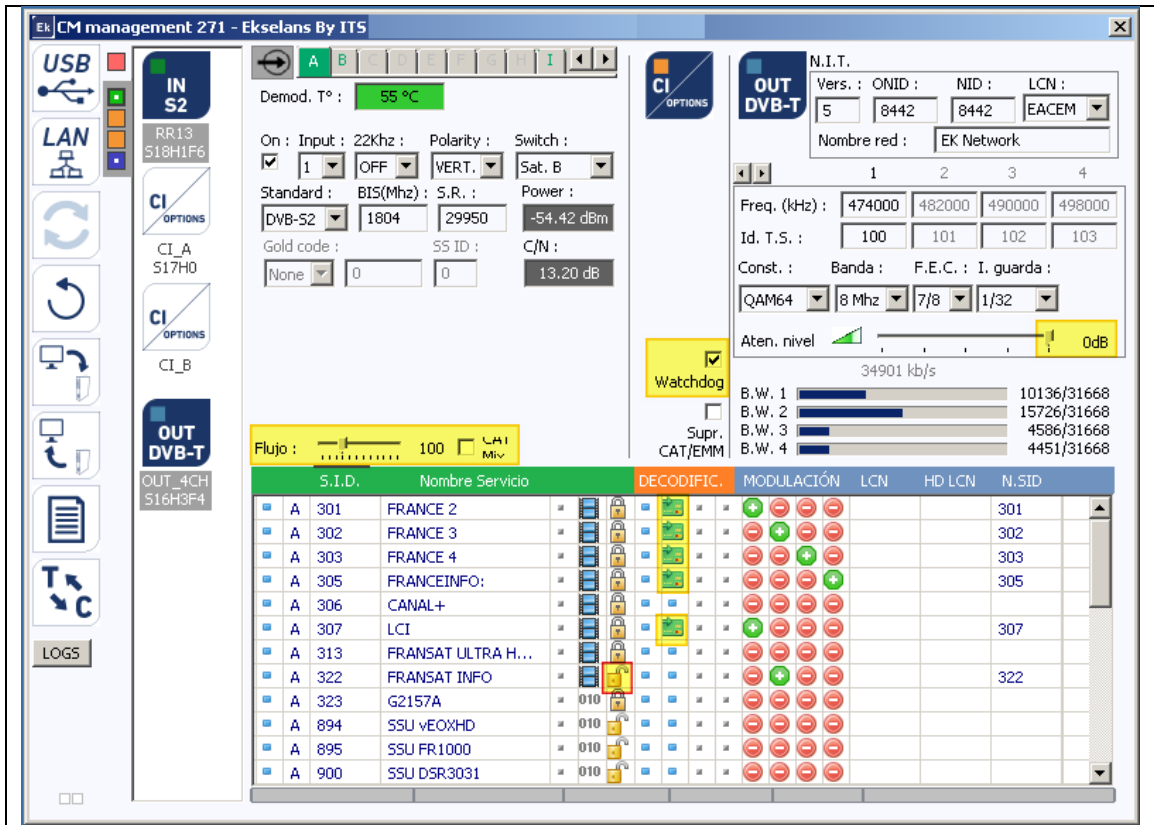 Ek CM management 271 - Ekselans By ITS
USB
LAN
LOGS
IN
S2
RR13
S18H1F6
CI
OPTIONS
CI_A
S17H0
CI
OPTIONS
CI_B
OUT
DVB-T
OUT_4CH
S16H3F4
A B C D E F G H I
Demod. Tº : 55 ºC
On : Input : 22Khz : Polarity : Switch :
1 OFF VERT. Sat. B
Standard : BIS(Mhz) : S.R. : Power :
DVB-S2 1804 29950 -54.42 dBm
Gold code : SS ID : C/N :
None 0 0 13.20 dB
Flujo : 100 CAT
CI
OPTIONS
Watchdog
Supr.
CAT/EMM
OUT
DVB-T
N.I.T.
Vers. : ONID : NID : LCN :
5 8442 8442 EACEM
Nombre red : EK Network
1 2 3 4
Freq. (kHz) : 474000 482000 490000 498000
Id. T.S. : 100 101 102 103
Const. : Banda : F.E.C. : I. guarda :
QAM64 8 Mhz 7/8 1/32
Aten. nivel 0dB
34901 kb/s
B.W. 1 10136/31668
B.W. 2 15726/31668
B.W. 3 4586/31668
B.W. 4 4451/31668
S.I.D. Nombre Servicio DECODIFIC. MODULACIÓN LCN HD LCN N.SID
A 301 FRANCE 2 301
A 302 FRANCE 3 302
A 303 FRANCE 4 303
A 305 FRANCEINFO: 305
A 306 CANAL+
A 307 LCI 307
A 313 FRANSAT ULTRA H...
A 322 FRANSAT INFO 322
A 323 G2157A 010
A 894 SSU vEOXHD 010
A 895 SSU FR1000 010
A 900 SSU DSR3031 010